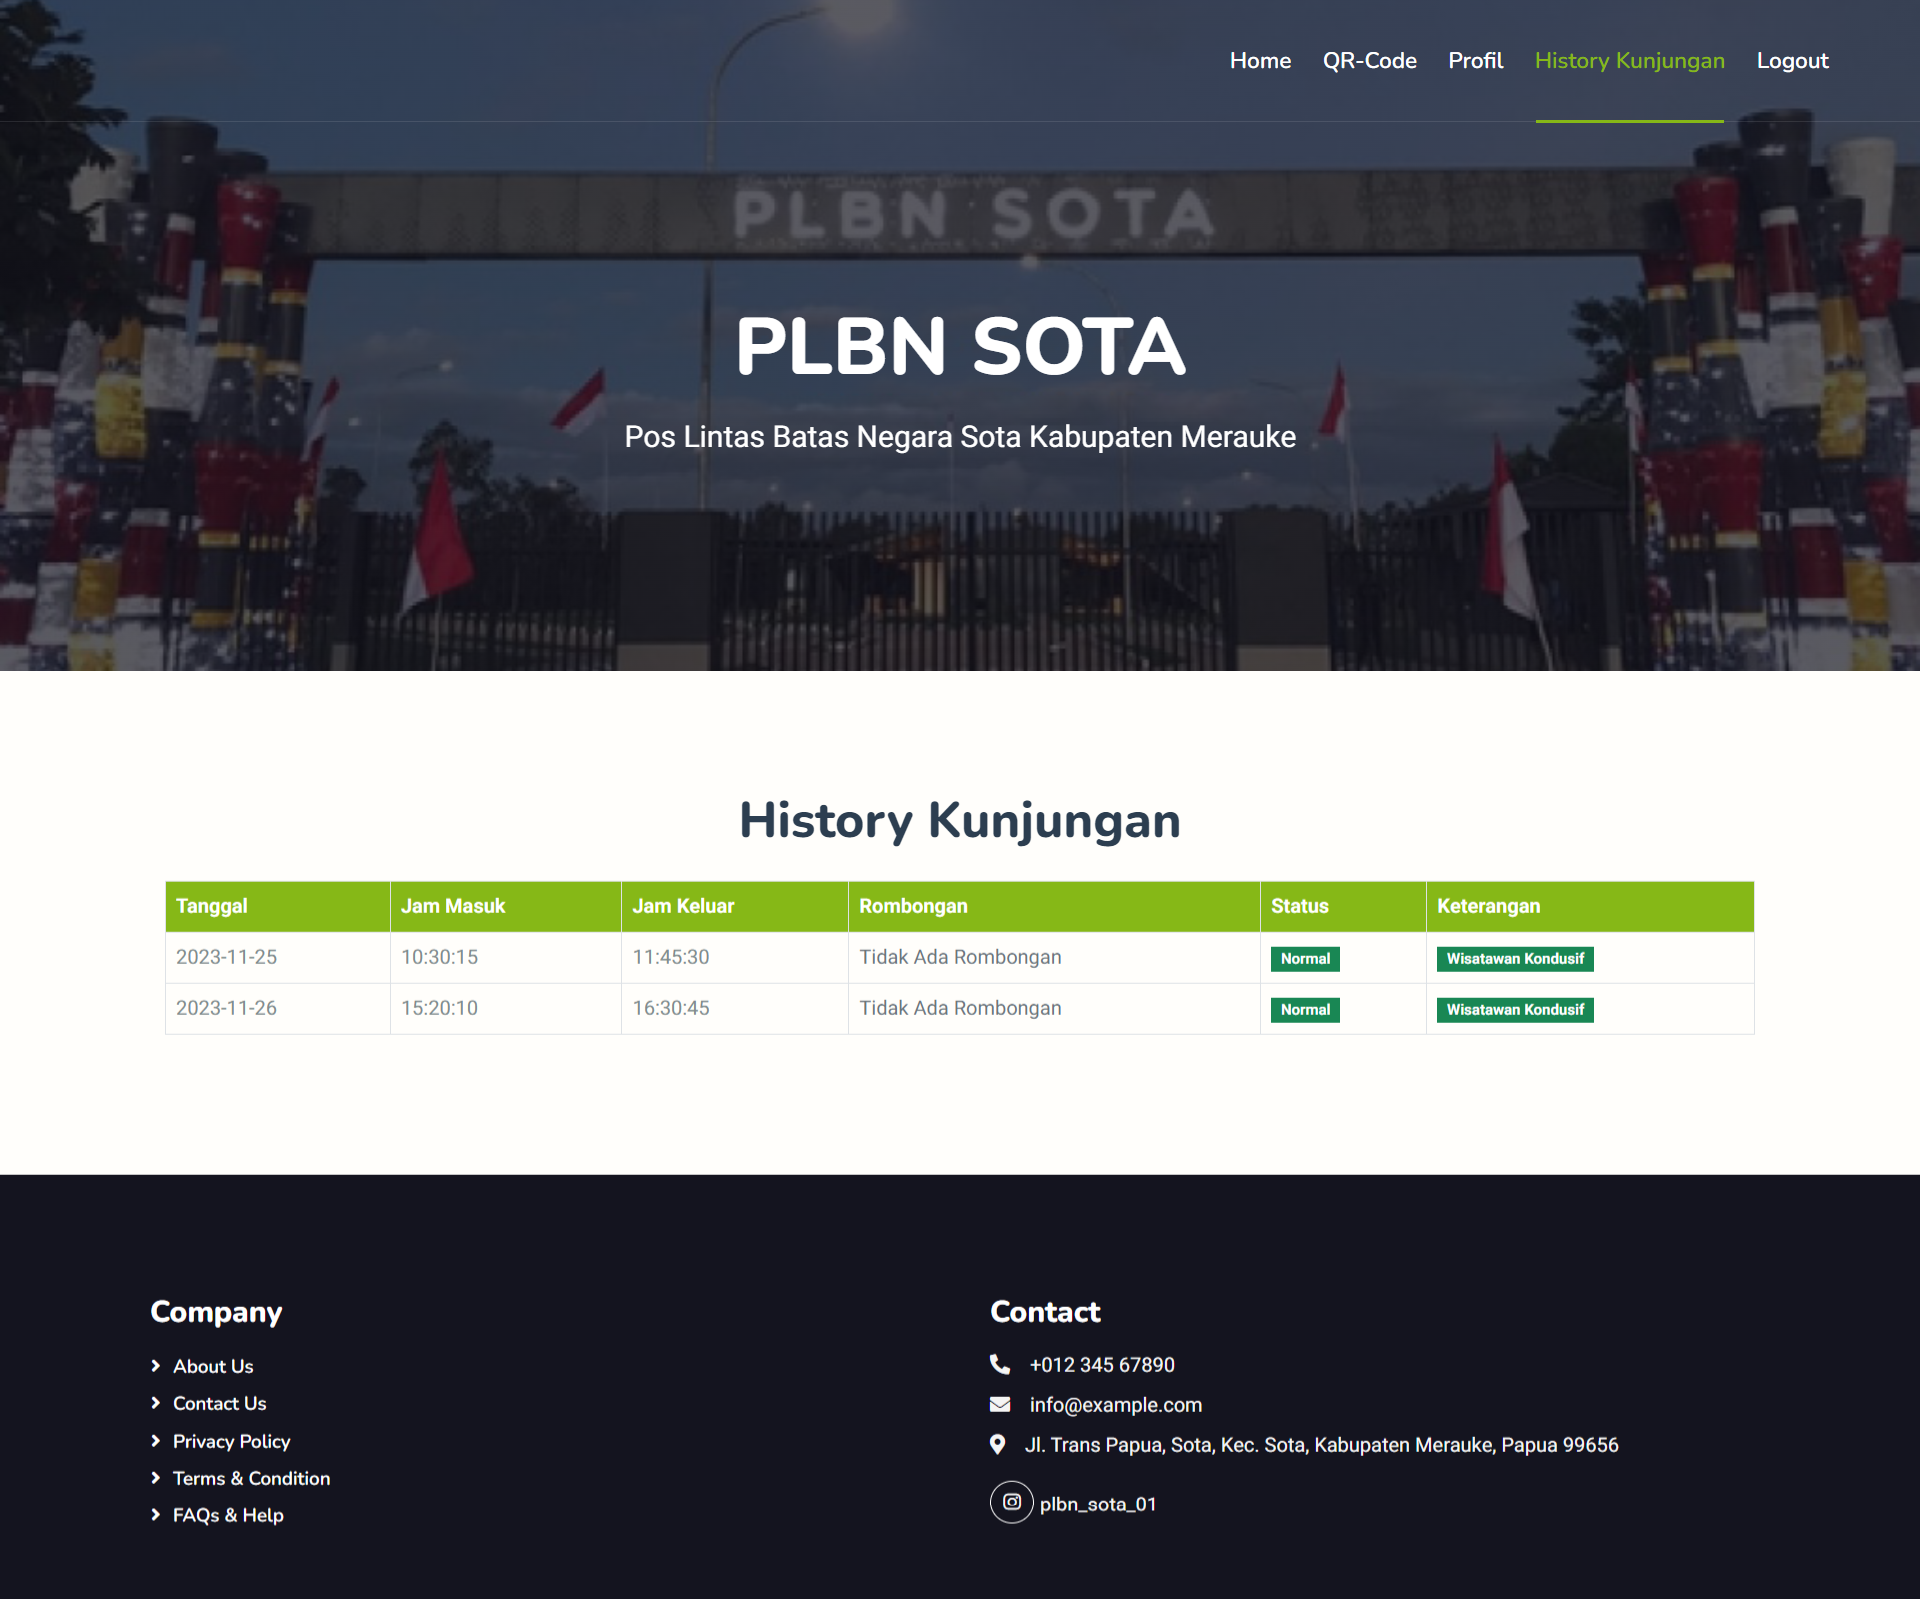 Home QR-Code Profil History Kunjungan Logout
PLBN SOTA
PLBN SOTA
Pos Lintas Batas Negara Sota Kabupaten Merauke
History Kunjungan
Tanggal Jam Masuk Jam Keluar Rombongan Status Keterangan
2023-11-25 10:30:15 11:45:30 Tidak Ada Rombongan Normal Wisatawan Kondusif
2023-11-26 15:20:10 16:30:45 Tidak Ada Rombongan Normal Wisatawan Kondusif
Company
About Us
Contact Us
Privacy Policy
Terms & Condition
FAQs & Help
Contact
+012 345 67890
info@example.com
Jl. Trans Papua, Sota, Kec. Sota, Kabupaten Merauke, Papua 99656
plbn_sota_01